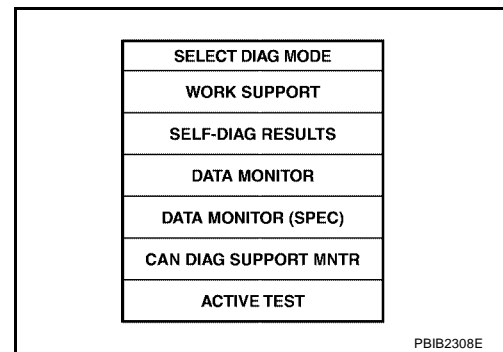 SELECT DIAG MODE
WORK SUPPORT
SELF-DIAG RESULTS
DATA MONITOR
DATA MONITOR (SPEC)
CAN DIAG SUPPORT MNTR
ACTIVE TEST
PBIB2308E